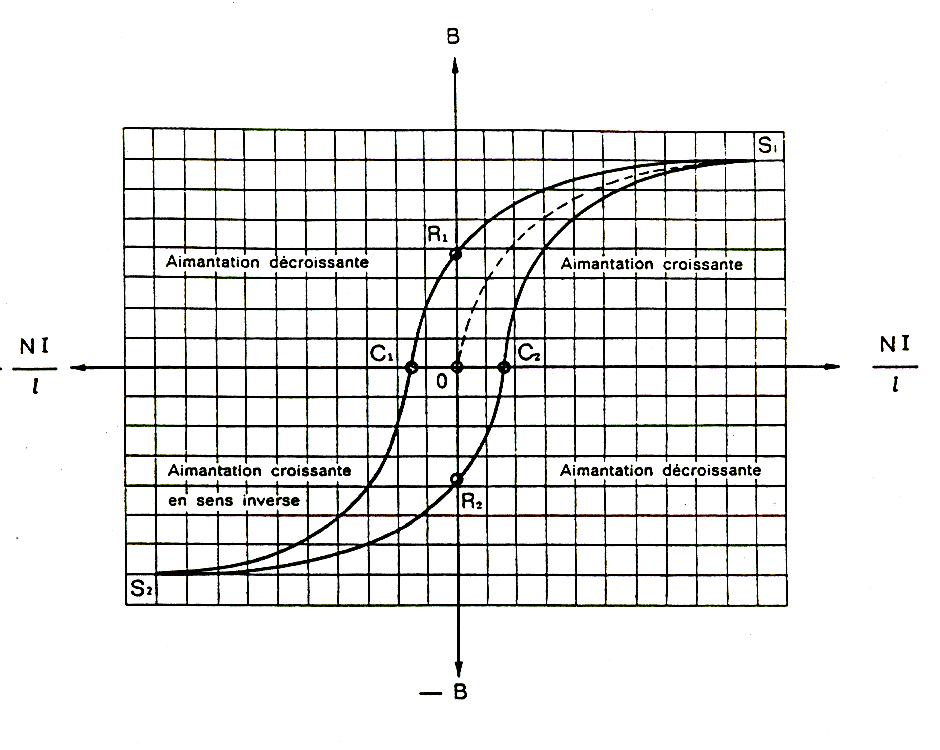 B
S₁
R₁
Aimantation décroissante
Aimantation croissante
- NI/l
C₁
C₂
NI/l
0
Aimantation croissante
en sens inverse
Aimantation décroissante
R₂
S₂
0
— B